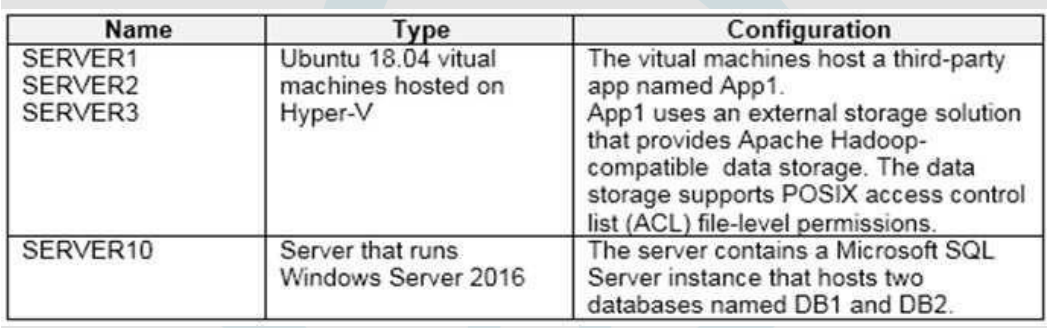 Name Type Configuration
SERVER1 Ubuntu 18.04 vitual The vitual machines host a third-party
SERVER2 machines hosted on app named App1.
SERVER3 Hyper-V App1 uses an external storage solution
that provides Apache Hadoop-
compatible data storage. The data
storage supports POSIX access control
list (ACL) file-level permissions.
SERVER10 Server that runs The server contains a Microsoft SQL
Windows Server 2016 Server instance that hosts two
databases named DB1 and DB2.